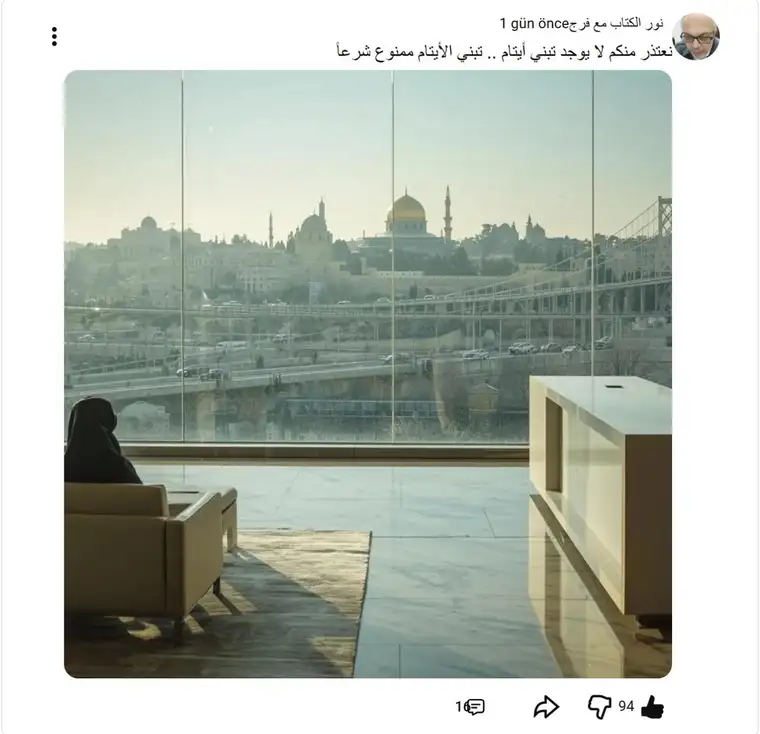 نور الكتاب مع فرج 1 gün önce
نعتذر منكم لا يوجد تبني أيتام .. تبني الأيتام ممنوع شرعاً
94
16